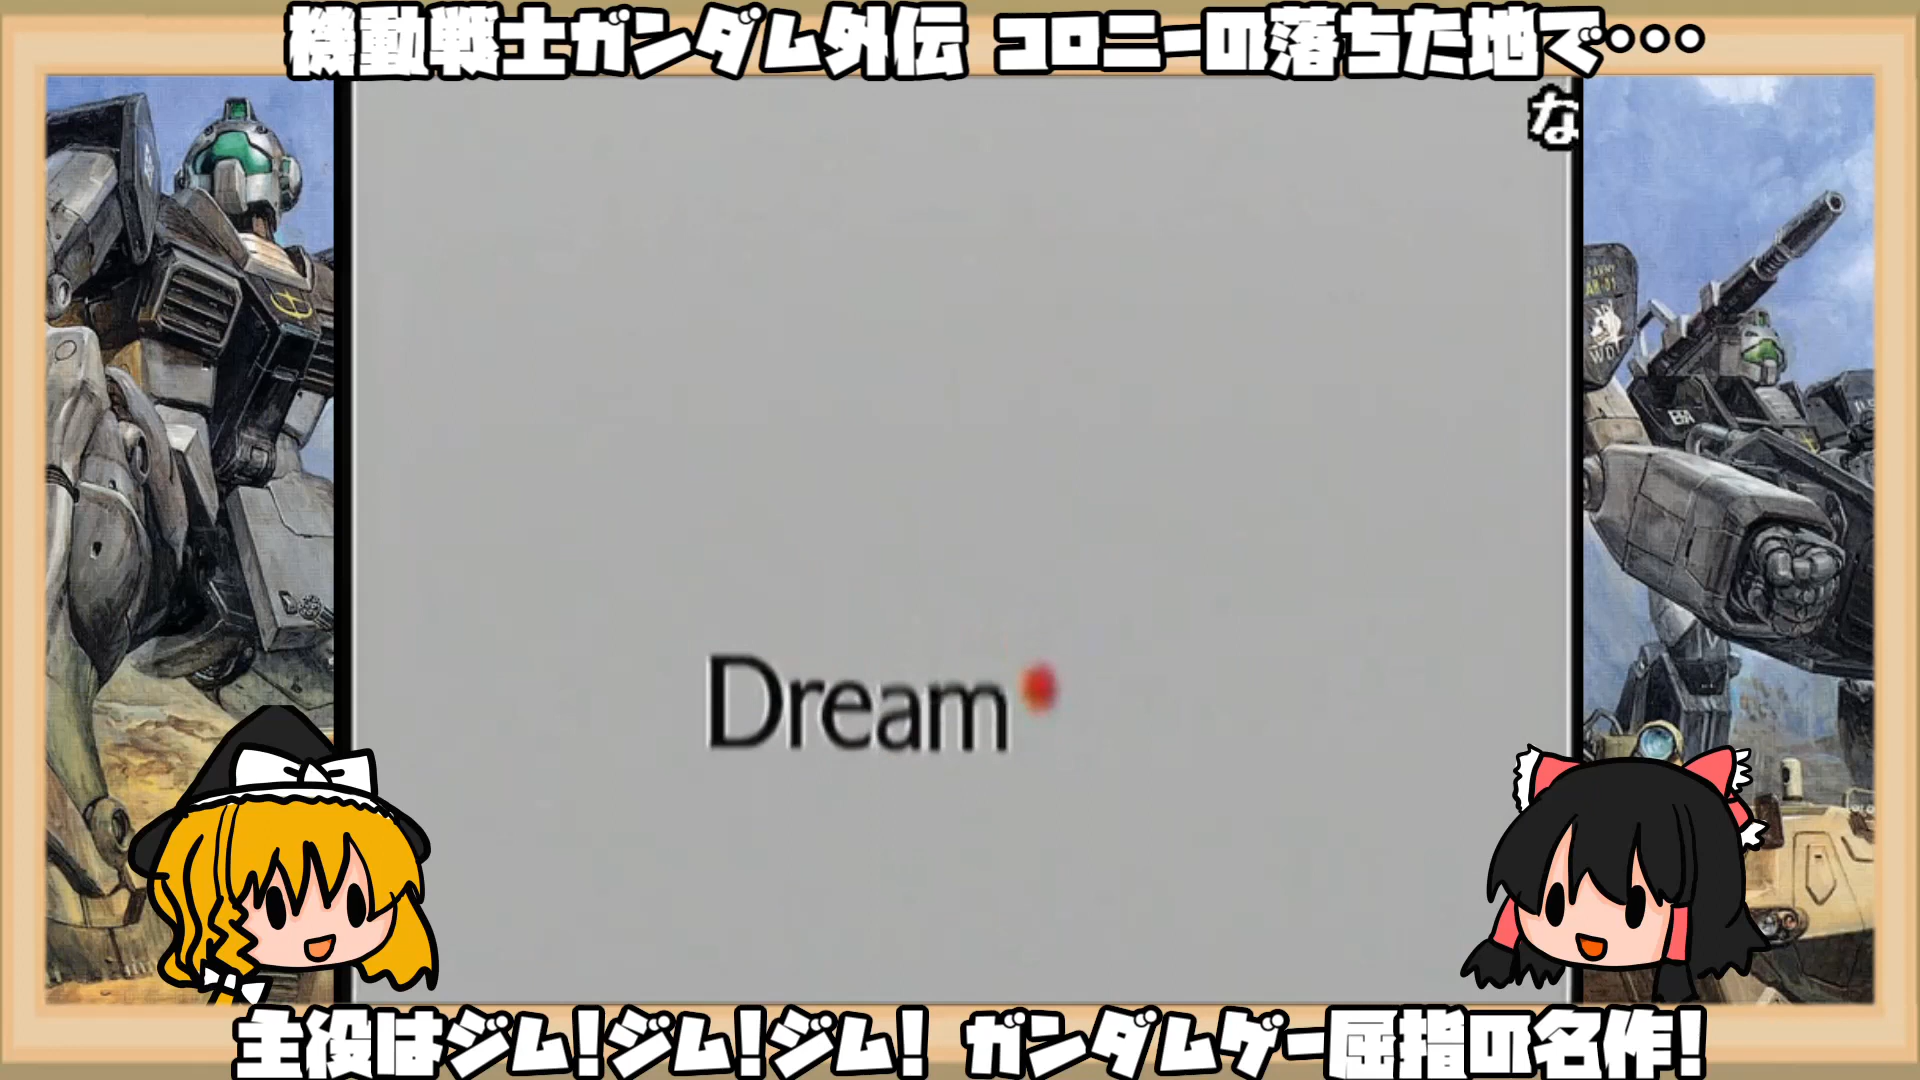 機動戦士ガンダム外伝 コロニーの落ちた地で・・・
な
Dream
WD
EFA
主役はジム!ジム!ジム! ガンダムゲー屈指の名作!